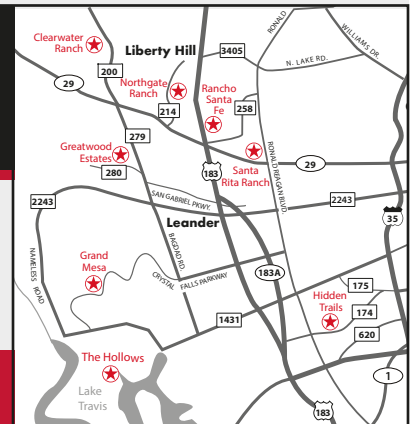 Clearwater
Ranch
RONALD
WILLIAMS DR.
Liberty Hill
3405
N. LAKE RD.
200
29
Northgate
Ranch
Rancho
Santa
Fe
214
258
279
Greatwood
Estates
280
183
Santa
Rita Ranch
29
RONALD REAGAN BLVD.
2243
SAN GABRIEL PKWY.
2243
Leander
35
NAMELESS ROAD
BAGDAD RD.
Grand
Mesa
CRYSTAL FALLS PARKWAY
183A
175
Hidden
Trails
174
1431
620
The Hollows
1
Lake
Travis
183